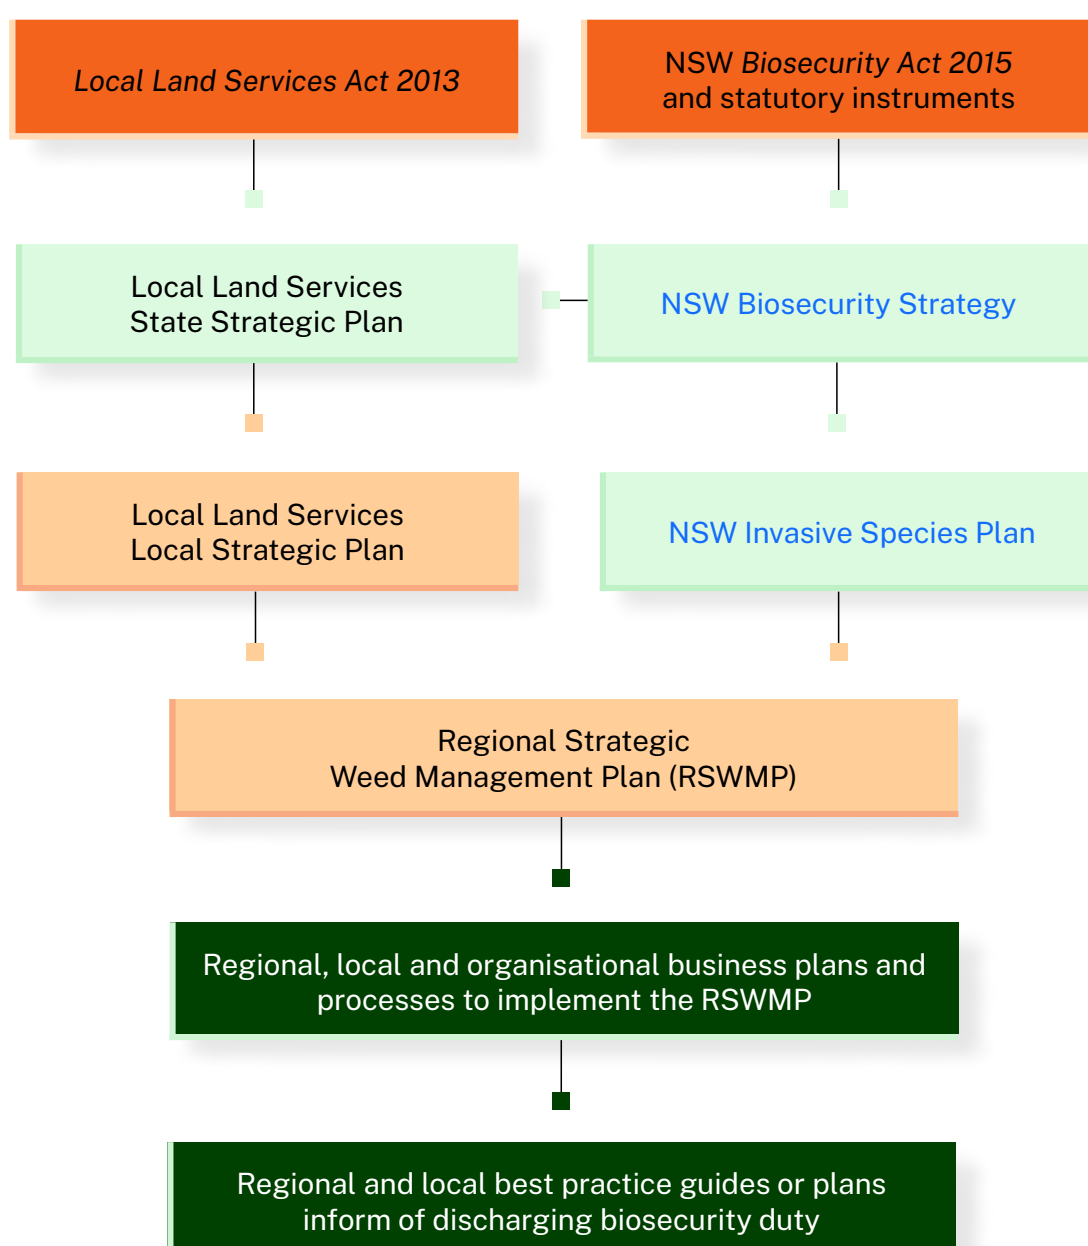 Local Land Services Act 2013
NSW Biosecurity Act 2015
and statutory instruments
Local Land Services
State Strategic Plan
NSW Biosecurity Strategy
Local Land Services
Local Strategic Plan
NSW Invasive Species Plan
Regional Strategic
Weed Management Plan (RSWMP)
Regional, local and organisational business plans and
processes to implement the RSWMP
Regional and local best practice guides or plans
inform of discharging biosecurity duty